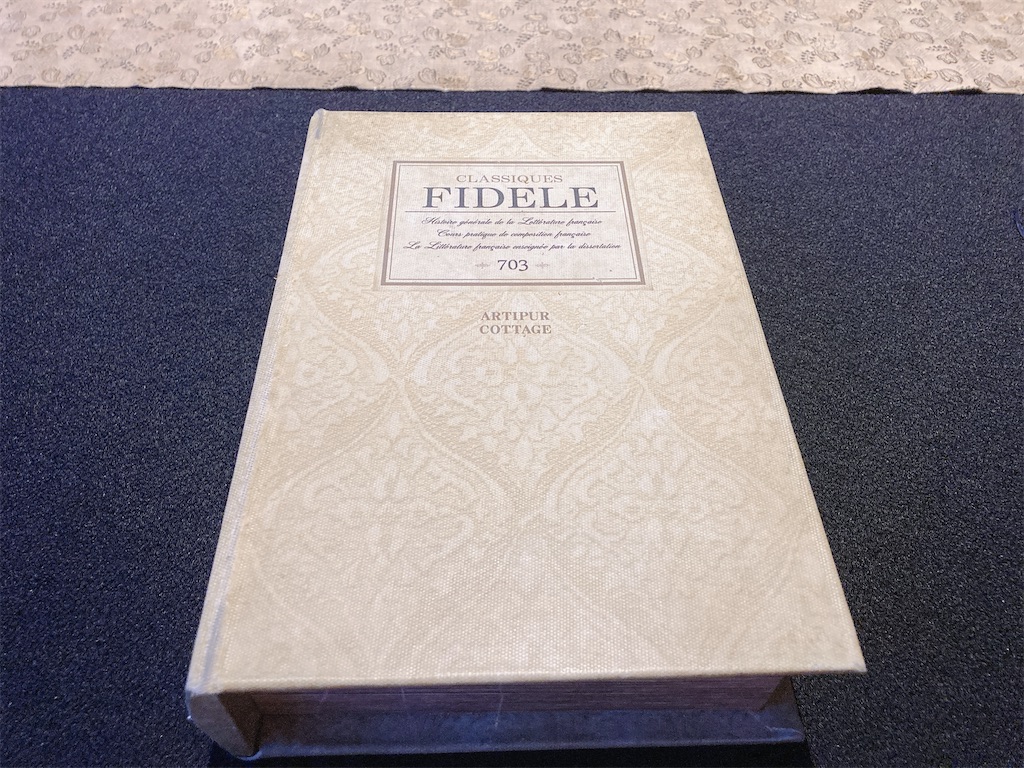 CLASSIQUES
FIDELE
Histoire générale de la Littérature française
Cours pratique de composition française
La Littérature française enseignée par la dissertation
703
ARTIPUR
COTTAGE